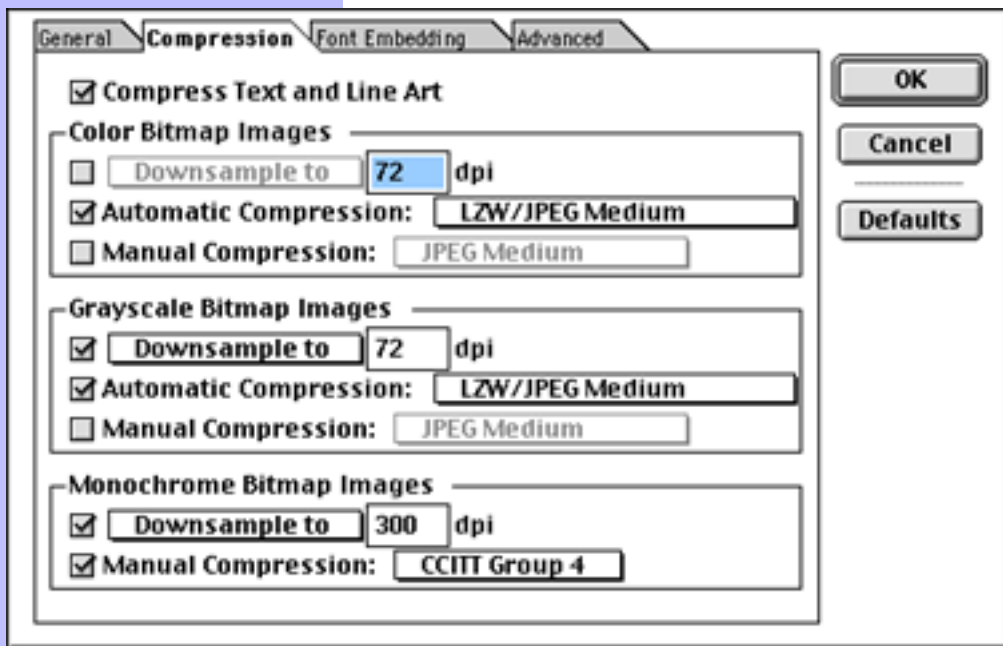 General Compression Font Embedding Advanced
Compress Text and Line Art
Color Bitmap Images
Downsample to 72 dpi
Automatic Compression: LZW/JPEG Medium
Manual Compression: JPEG Medium
Grayscale Bitmap Images
Downsample to 72 dpi
Automatic Compression: LZW/JPEG Medium
Manual Compression: JPEG Medium
Monochrome Bitmap Images
Downsample to 300 dpi
Manual Compression: CCITT Group 4
OK
Cancel
Defaults